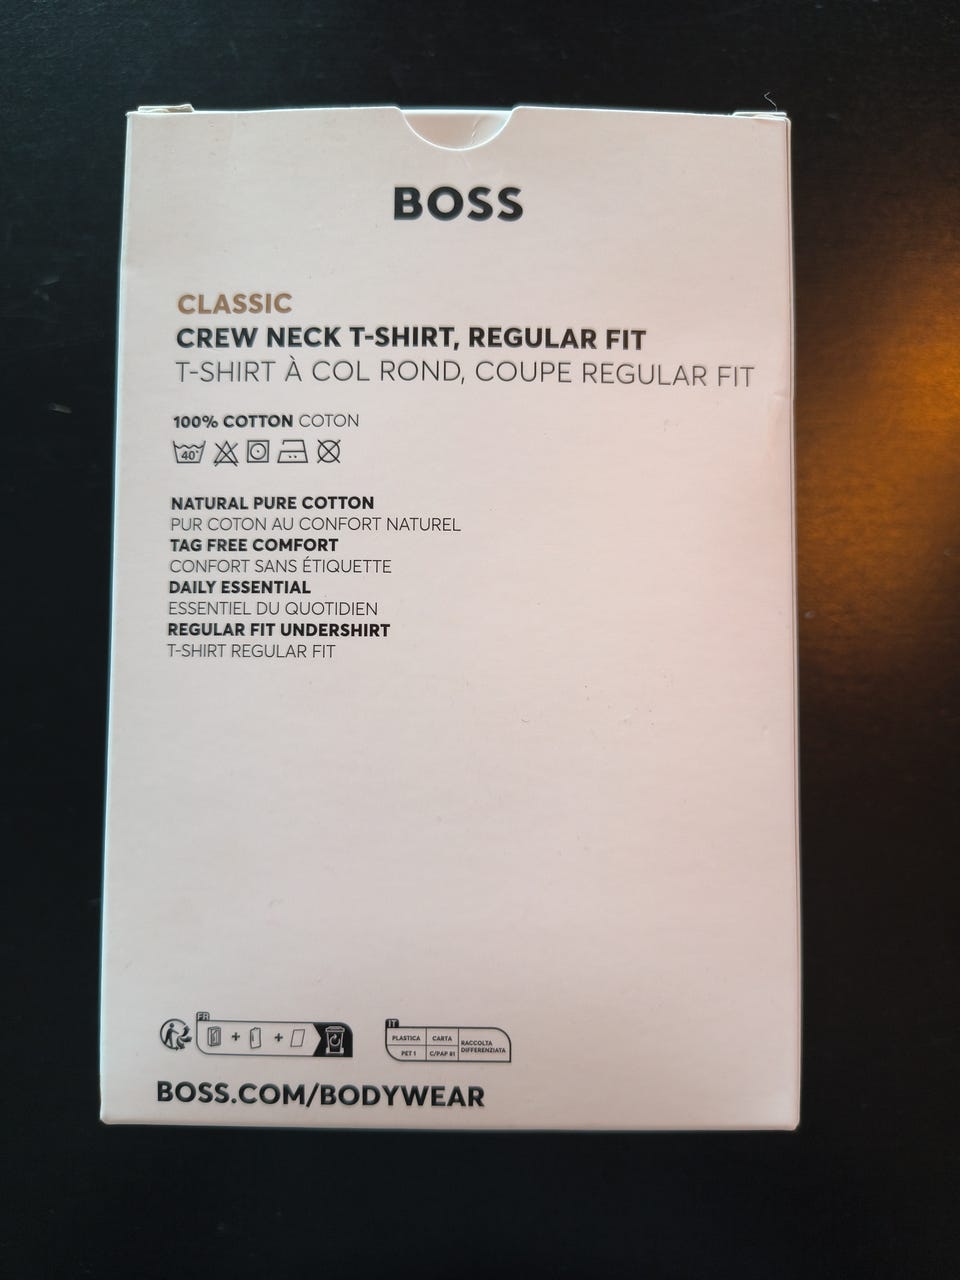 BOSS
CLASSIC
CREW NECK T-SHIRT, REGULAR FIT
T-SHIRT À COL ROND, COUPE REGULAR FIT
100% COTTON COTON
40°
NATURAL PURE COTTON
PUR COTON AU CONFORT NATUREL
TAG FREE COMFORT
CONFORT SANS ÉTIQUETTE
DAILY ESSENTIAL
ESSENTIEL DU QUOTIDIEN
REGULAR FIT UNDERSHIRT
T-SHIRT REGULAR FIT
FR
+ +
IT
PLASTICA CARTA RACCOLTA DIFFERENZIATA
PET 1 C/PAP 81
BOSS.COM/BODYWEAR